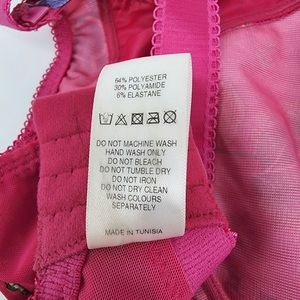 64% POLYESTER
30% POLYAMIDE
6% ELASTANE
DO NOT MACHINE WASH
HAND WASH ONLY
DO NOT BLEACH
DO NOT TUMBLE DRY
DO NOT IRON
DO NOT DRY CLEAN
WASH COLOURS
SEPARATELY
MADE IN TUNISIA